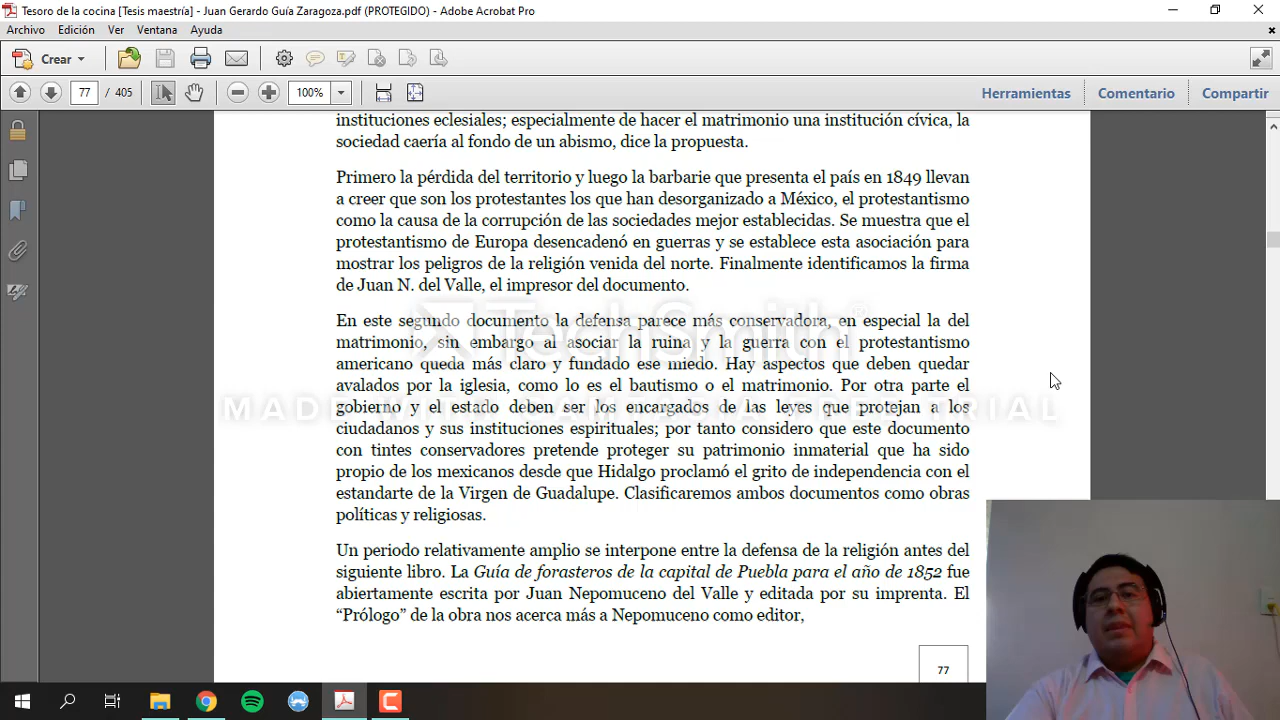 Tesoro de la cocina [Tesis maestría] - Juan Gerardo Guía Zaragoza.pdf (PROTEGIDO) - Adobe Acrobat Pro
Archivo Edición Ver Ventana Ayuda
Crear
77 / 405 100% Herramientas Comentario Compartir
instituciones eclesiales; especialmente de hacer el matrimonio una institución cívica, la
sociedad caería al fondo de un abismo, dice la propuesta.
Primero la pérdida del territorio y luego la barbarie que presenta el país en 1849 llevan
a creer que son los protestantes los que han desorganizado a México, el protestantismo
como la causa de la corrupción de las sociedades mejor establecidas. Se muestra que el
protestantismo de Europa desencadenó en guerras y se establece esta asociación para
mostrar los peligros de la religión venida del norte. Finalmente identificamos la firma
de Juan N. del Valle, el impresor del documento.
En este segundo documento la defensa parece más conservadora, en especial la del
matrimonio, sin embargo al asociar la ruina y la guerra con el protestantismo
americano queda más claro y fundado ese miedo. Hay aspectos que deben quedar
avalados por la iglesia, como lo es el bautismo o el matrimonio. Por otra parte el
gobierno y el estado deben ser los encargados de las leyes que protejan a los
ciudadanos y sus instituciones espirituales; por tanto considero que este documento
con tintes conservadores pretende proteger su patrimonio inmaterial que ha sido
propio de los mexicanos desde que Hidalgo proclamó el grito de independencia con el
estandarte de la Virgen de Guadalupe. Clasificaremos ambos documentos como obras
políticas y religiosas.
Un periodo relativamente amplio se interpone entre la defensa de la religión antes del
siguiente libro. La Guía de forasteros de la capital de Puebla para el año de 1852 fue
abiertamente escrita por Juan Nepomuceno del Valle y editada por su imprenta. El
“Prólogo” de la obra nos acerca más a Nepomuceno como editor,
77
TechSmith®
MADE WITH CAMTASIA FREE TRIAL